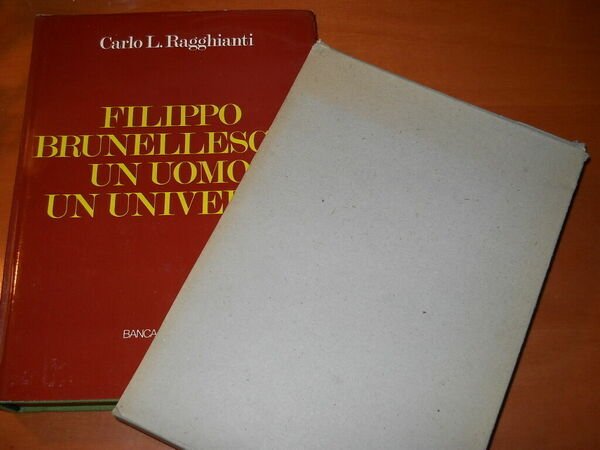 Carlo L. Ragghianti
FILIPPO
BRUNELLESC
UN UOMO
UN UNIVE
BANCA